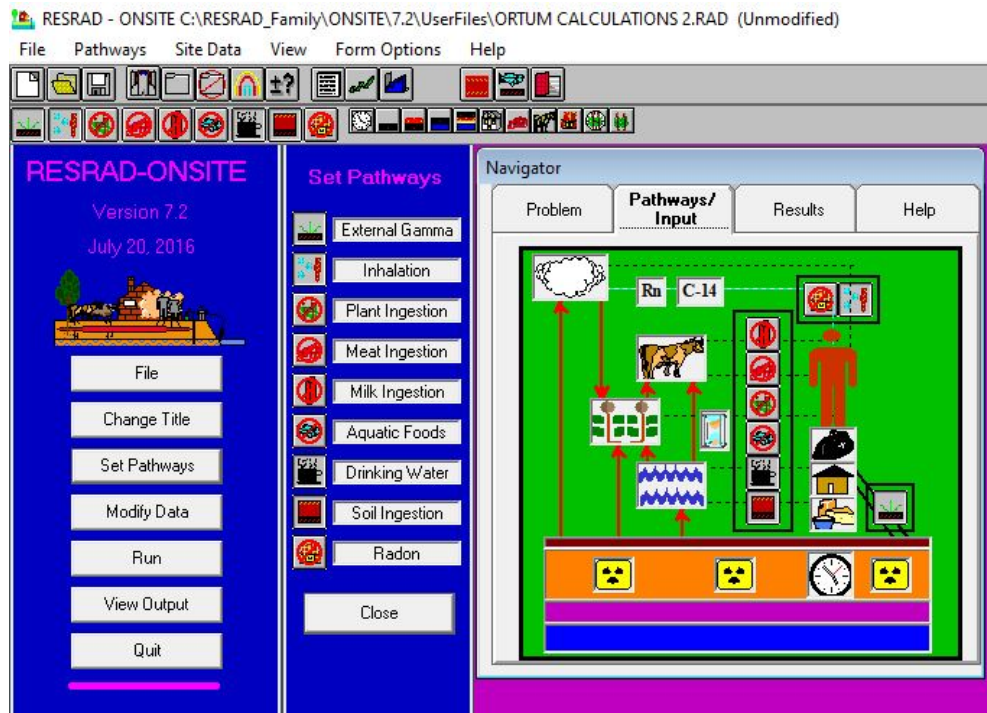 RESRAD - ONSITE C:\RESRAD_Family\ONSITE\7.2\UserFiles\ORTUM CALCULATIONS 2.RAD (Unmodified)
File Pathways Site Data View Form Options Help
±?
RESRAD-ONSITE
Version 7.2
July 20, 2016
File
Change Title
Set Pathways
Modify Data
Run
View Output
Quit
Set Pathways
External Gamma
Inhalation
Plant Ingestion
Meat Ingestion
Milk Ingestion
Aquatic Foods
Drinking Water
Soil Ingestion
Radon
Close
Navigator
Problem Pathways/ Results Help
Input
Rn C-14